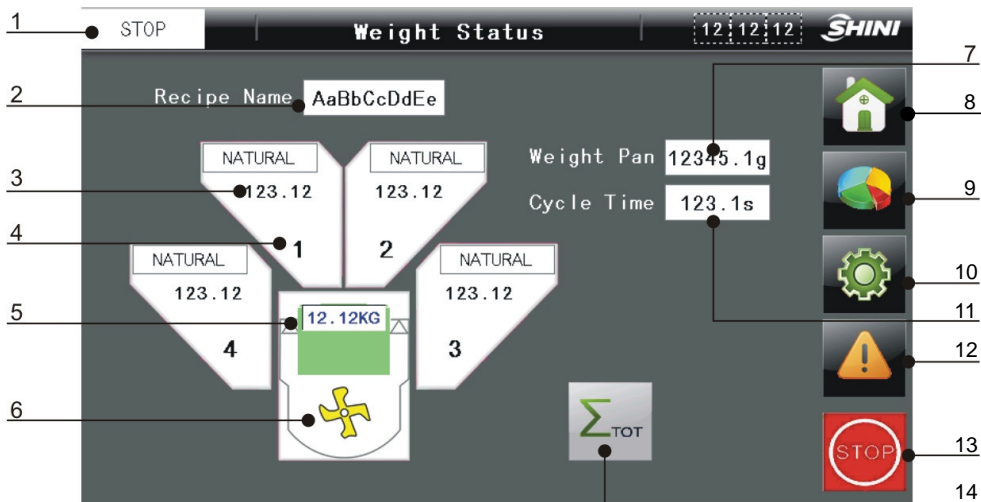 1
STOP
Weight Status
12 12 12
SHINI
7
2
Recipe Name
AaBbCcDdEe
8
NATURAL
NATURAL
Weight Pan
12345.1g
3
123.12
123.12
Cycle Time
123.1s
9
4
1
2
NATURAL
NATURAL
10
123.12
123.12
5
12.12KG
11
4
3
12
6
ΣTOT
STOP
13
14